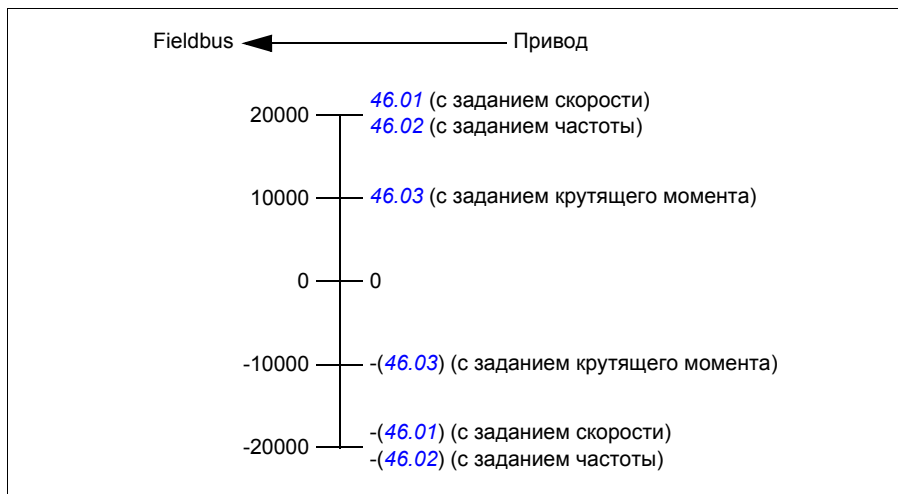 Fieldbus Привод
46.01 (с заданием скорости)
20000
46.02 (с заданием частоты)
10000 46.03 (с заданием крутящего момента)
0 0
-10000 -(46.03) (с заданием крутящего момента)
-(46.01) (с заданием скорости)
-20000
-(46.02) (с заданием частоты)